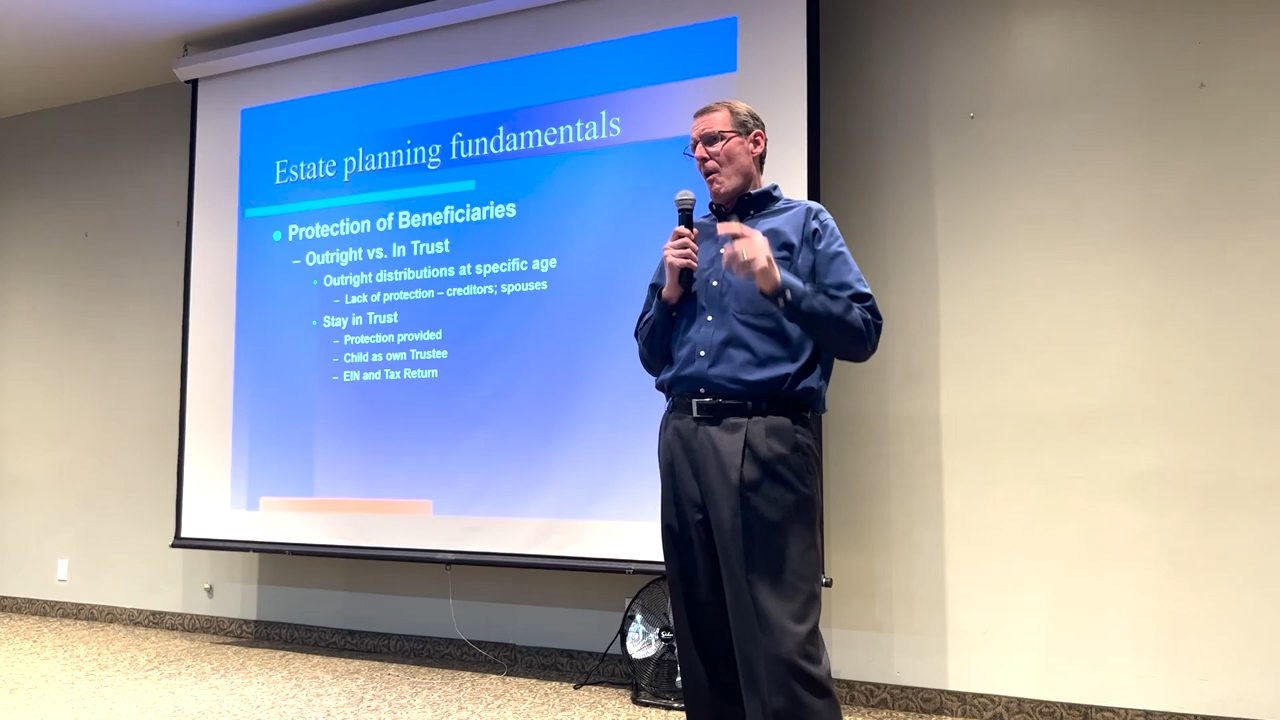 Estate planning fundamentals
Protection of Beneficiaries
– Outright vs. In Trust
Outright distributions at specific age
– Lack of protection – creditors; spouses
Stay in Trust
– Protection provided
– Child as own Trustee
– EIN and Tax Return